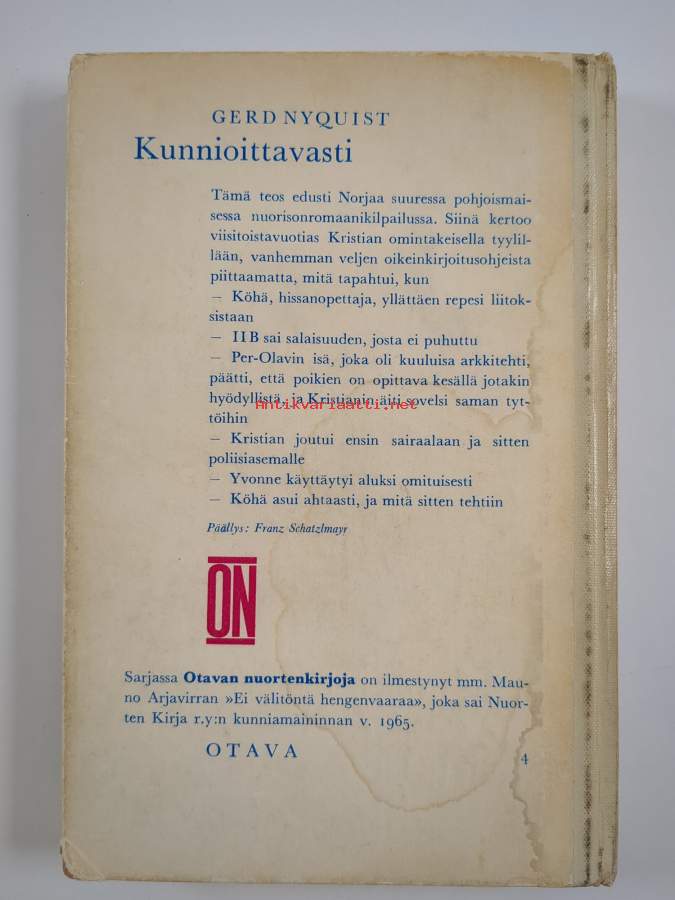 GERD NYQUIST
Kunnioittavasti
Tämä teos edusti Norjaa suuressa pohjoismai-
sessa nuorisonromaanikilpailussa. Siinä kertoo
viisitoistavuotias Kristian omintakeisella tyylil-
lään, vanhemman veljen oikeinkirjoitusohjeista
piittaamatta, mitä tapahtui, kun
— Köhä, hissanopettaja, yllättäen repesi liitok-
sistaan
— IIB sai salaisuuden, josta ei puhuttu
— Per-Olavin isä, joka oli kuuluisa arkkitehti,
päätti, että poikien on opittava kesällä jotakin
hyödyllistä, ja Kristianin äiti sovelsi saman tyt-
töihin
Antikvariaatti.net
— Kristian joutui ensin sairaalaan ja sitten
poliisiasemalle
— Yvonne käyttäytyi aluksi omituisesti
— Köhä asui ahtaasti, ja mitä sitten tehtiin
Päällys: Franz Schatzlmayr
ON
Sarjassa Otavan nuortenkirjoja on ilmestynyt mm. Mau-
no Arjavirran »Ei välitöntä hengenvaaraa», joka sai Nuor-
ten Kirja r.y:n kunniamaininnan v. 1965.
OTAVA
4